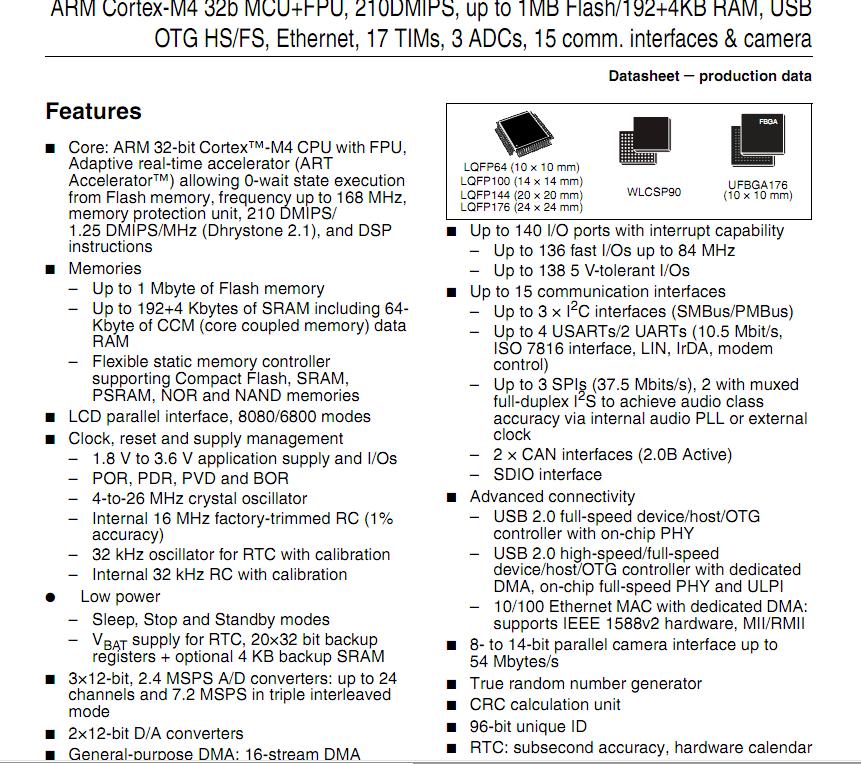 ARM Cortex-M4 32b MCU+FPU, 210DMIPS, up to 1MB Flash/192+4KB RAM, USB
OTG HS/FS, Ethernet, 17 TIMs, 3 ADCs, 15 comm. interfaces & camera
Datasheet − production data
Features
■ Core: ARM 32-bit Cortex™-M4 CPU with FPU,
Adaptive real-time accelerator (ART
Accelerator™) allowing 0-wait state execution
from Flash memory, frequency up to 168 MHz,
memory protection unit, 210 DMIPS/
1.25 DMIPS/MHz (Dhrystone 2.1), and DSP
instructions
■ Memories
– Up to 1 Mbyte of Flash memory
– Up to 192+4 Kbytes of SRAM including 64-
Kbyte of CCM (core coupled memory) data
RAM
– Flexible static memory controller
supporting Compact Flash, SRAM,
PSRAM, NOR and NAND memories
■ LCD parallel interface, 8080/6800 modes
■ Clock, reset and supply management
– 1.8 V to 3.6 V application supply and I/Os
– POR, PDR, PVD and BOR
– 4-to-26 MHz crystal oscillator
– Internal 16 MHz factory-trimmed RC (1%
accuracy)
– 32 kHz oscillator for RTC with calibration
– Internal 32 kHz RC with calibration
● Low power
– Sleep, Stop and Standby modes
– VBAT supply for RTC, 20×32 bit backup
registers + optional 4 KB backup SRAM
■ 3×12-bit, 2.4 MSPS A/D converters: up to 24
channels and 7.2 MSPS in triple interleaved
mode
■ 2×12-bit D/A converters
■ General-purpose DMA: 16-stream DMA
FBGA
LQFP64 (10 × 10 mm)
LQFP100 (14 × 14 mm)
LQFP144 (20 × 20 mm)
LQFP176 (24 × 24 mm)
WLCSP90
UFBGA176
(10 × 10 mm)
■ Up to 140 I/O ports with interrupt capability
– Up to 136 fast I/Os up to 84 MHz
– Up to 138 5 V-tolerant I/Os
■ Up to 15 communication interfaces
– Up to 3 × I²C interfaces (SMBus/PMBus)
– Up to 4 USARTs/2 UARTs (10.5 Mbit/s,
ISO 7816 interface, LIN, IrDA, modem
control)
– Up to 3 SPIs (37.5 Mbits/s), 2 with muxed
full-duplex I²S to achieve audio class
accuracy via internal audio PLL or external
clock
– 2 × CAN interfaces (2.0B Active)
– SDIO interface
■ Advanced connectivity
– USB 2.0 full-speed device/host/OTG
controller with on-chip PHY
– USB 2.0 high-speed/full-speed
device/host/OTG controller with dedicated
DMA, on-chip full-speed PHY and ULPI
– 10/100 Ethernet MAC with dedicated DMA:
supports IEEE 1588v2 hardware, MII/RMII
■ 8- to 14-bit parallel camera interface up to
54 Mbytes/s
■ True random number generator
■ CRC calculation unit
■ 96-bit unique ID
■ RTC: subsecond accuracy, hardware calendar